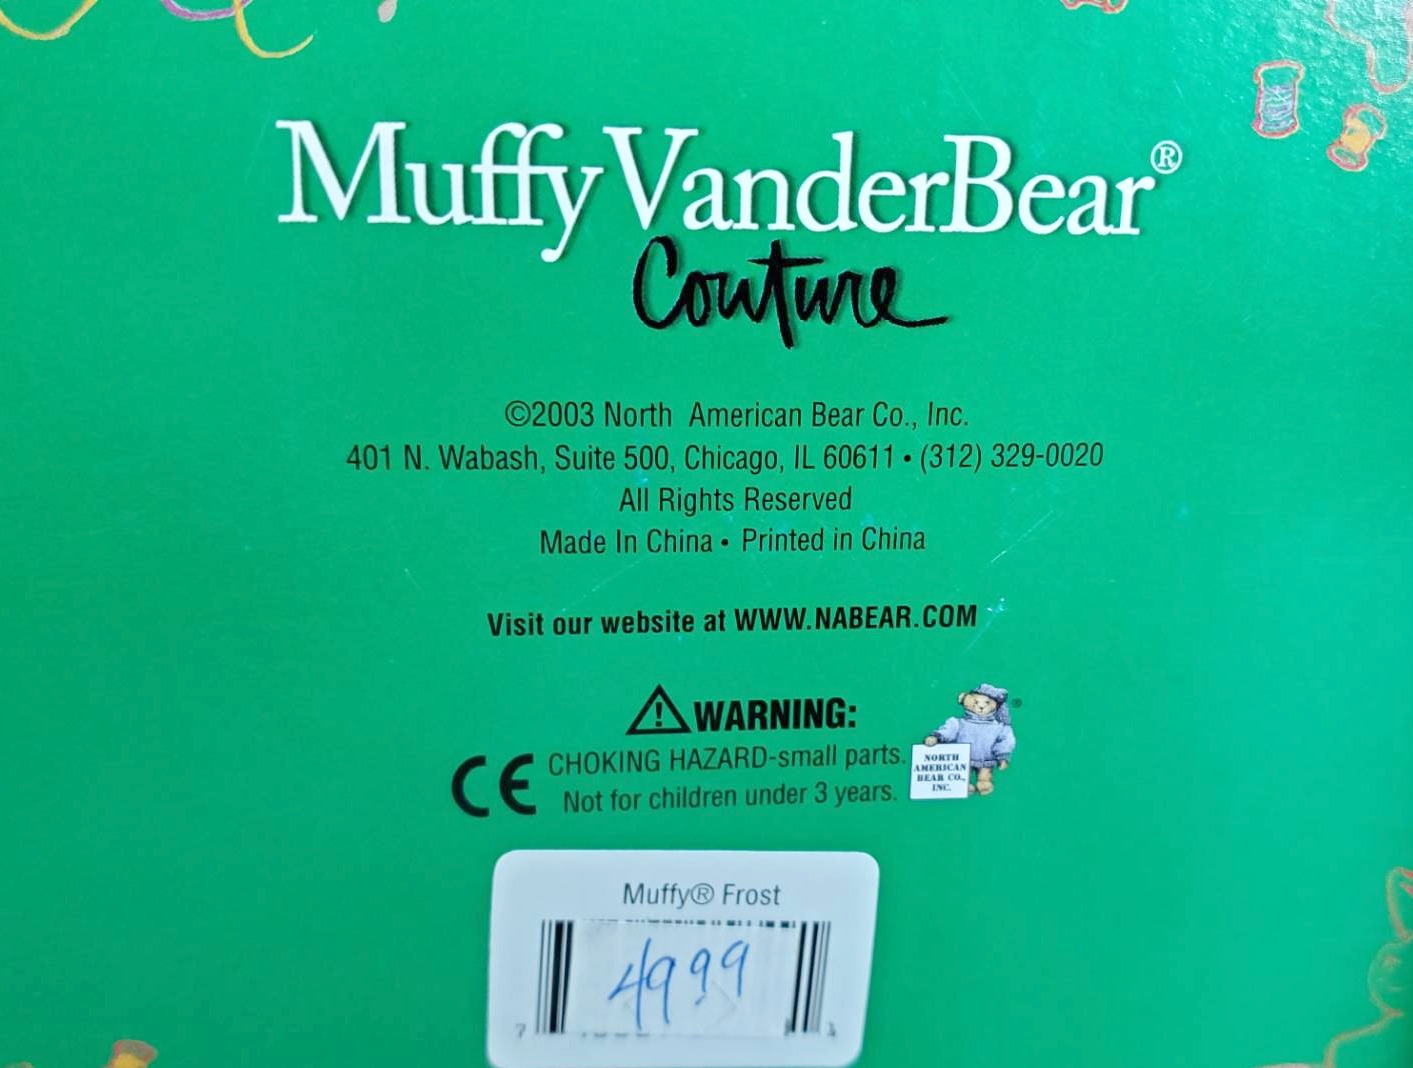 Muffy VanderBear®
Couture
©2003 North American Bear Co., Inc.
401 N. Wabash, Suite 500, Chicago, IL 60611 • (312) 329-0020
All Rights Reserved
Made In China • Printed in China
Visit our website at WWW.NABEAR.COM
WARNING:
CE
CHOKING HAZARD-small parts.
Not for children under 3 years.
NORTH
AMERICAN
BEAR CO.,
INC.
®
Muffy® Frost
4999
7